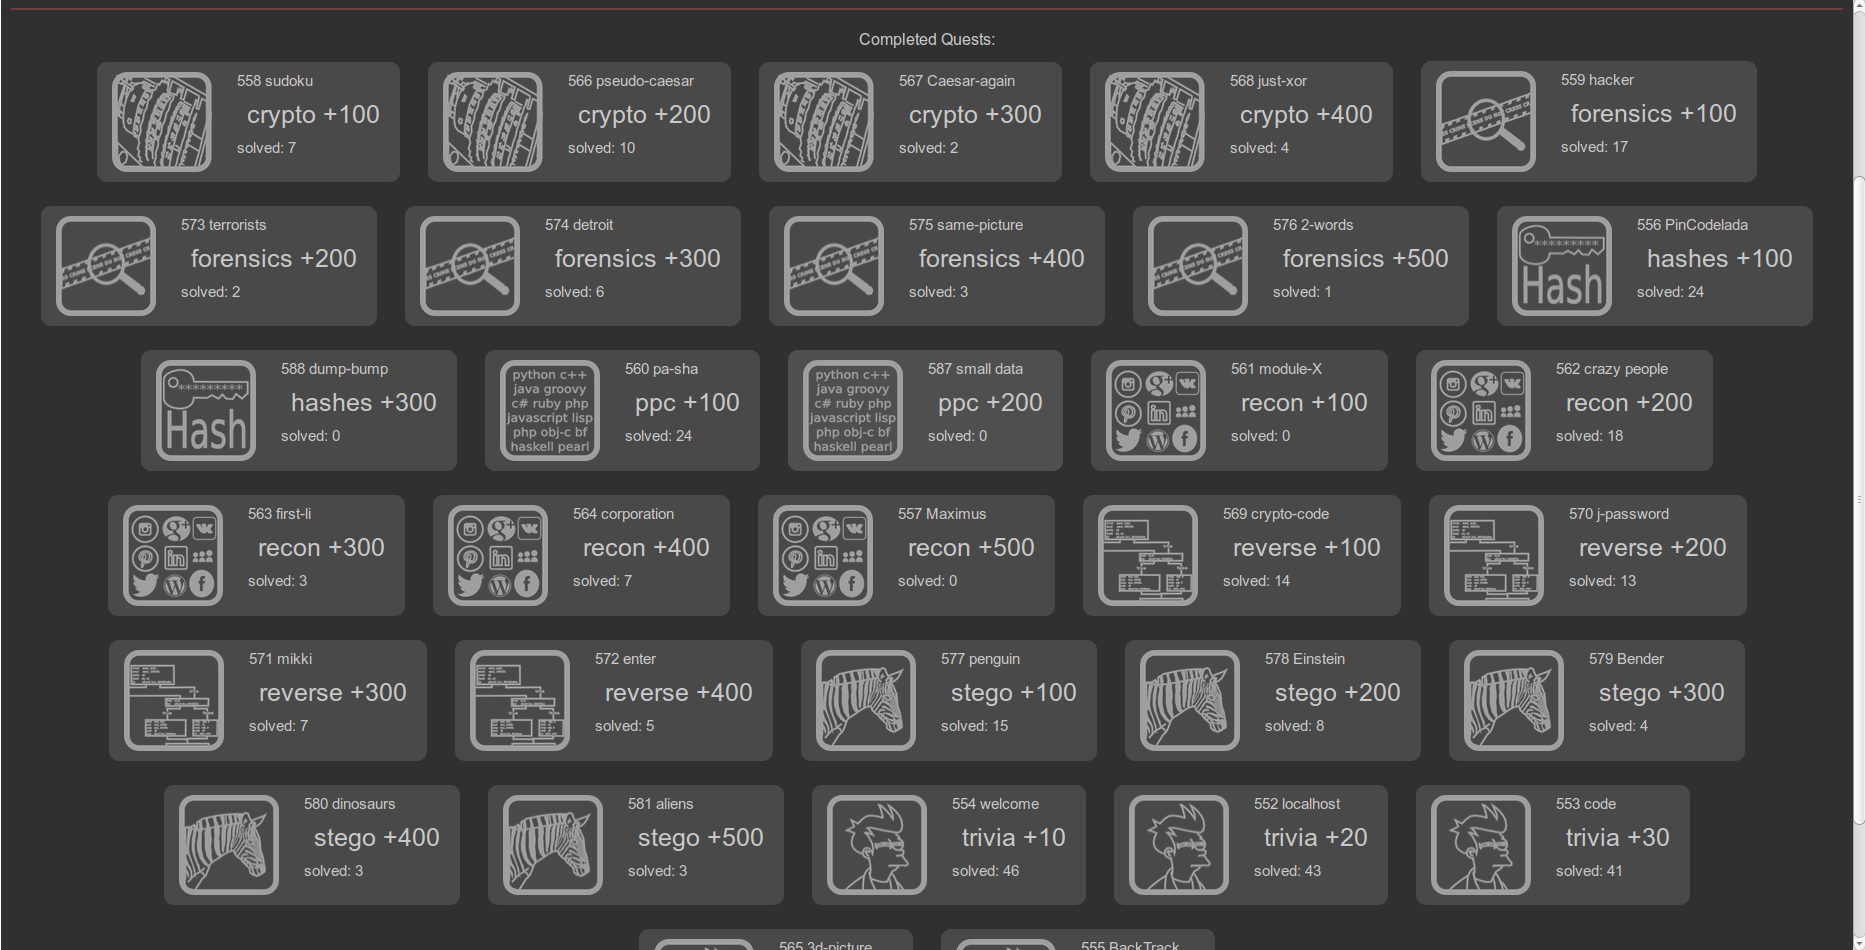 Completed Quests:
558 sudoku
crypto +100
solved: 7
566 pseudo-caesar
crypto +200
solved: 10
567 Caesar-again
crypto +300
solved: 2
568 just-xor
crypto +400
solved: 4
559 hacker
forensics +100
solved: 17
573 terrorists
forensics +200
solved: 2
574 detroit
forensics +300
solved: 6
575 same-picture
forensics +400
solved: 3
576 2-words
forensics +500
solved: 1
*********
Hash
556 PinCodelada
hashes +100
solved: 24
*********
Hash
588 dump-bump
hashes +300
solved: 0
python c++
java groovy
c# ruby php
javascript lisp
php obj-c bf
haskell pearl
560 pa-sha
ppc +100
solved: 24
python c++
java groovy
c# ruby php
javascript lisp
php obj-c bf
haskell pearl
587 small data
ppc +200
solved: 0
561 module-X
recon +100
solved: 0
562 crazy people
recon +200
solved: 18
563 first-li
recon +300
solved: 3
564 corporation
recon +400
solved: 7
557 Maximus
recon +500
solved: 0
569 crypto-code
reverse +100
solved: 14
570 j-password
reverse +200
solved: 13
571 mikki
reverse +300
solved: 7
572 enter
reverse +400
solved: 5
577 penguin
stego +100
solved: 15
578 Einstein
stego +200
solved: 8
579 Bender
stego +300
solved: 4
580 dinosaurs
stego +400
solved: 3
581 aliens
stego +500
solved: 3
554 welcome
trivia +10
solved: 46
552 localhost
trivia +20
solved: 43
553 code
trivia +30
solved: 41
565 3d-picture
555 BackTrack